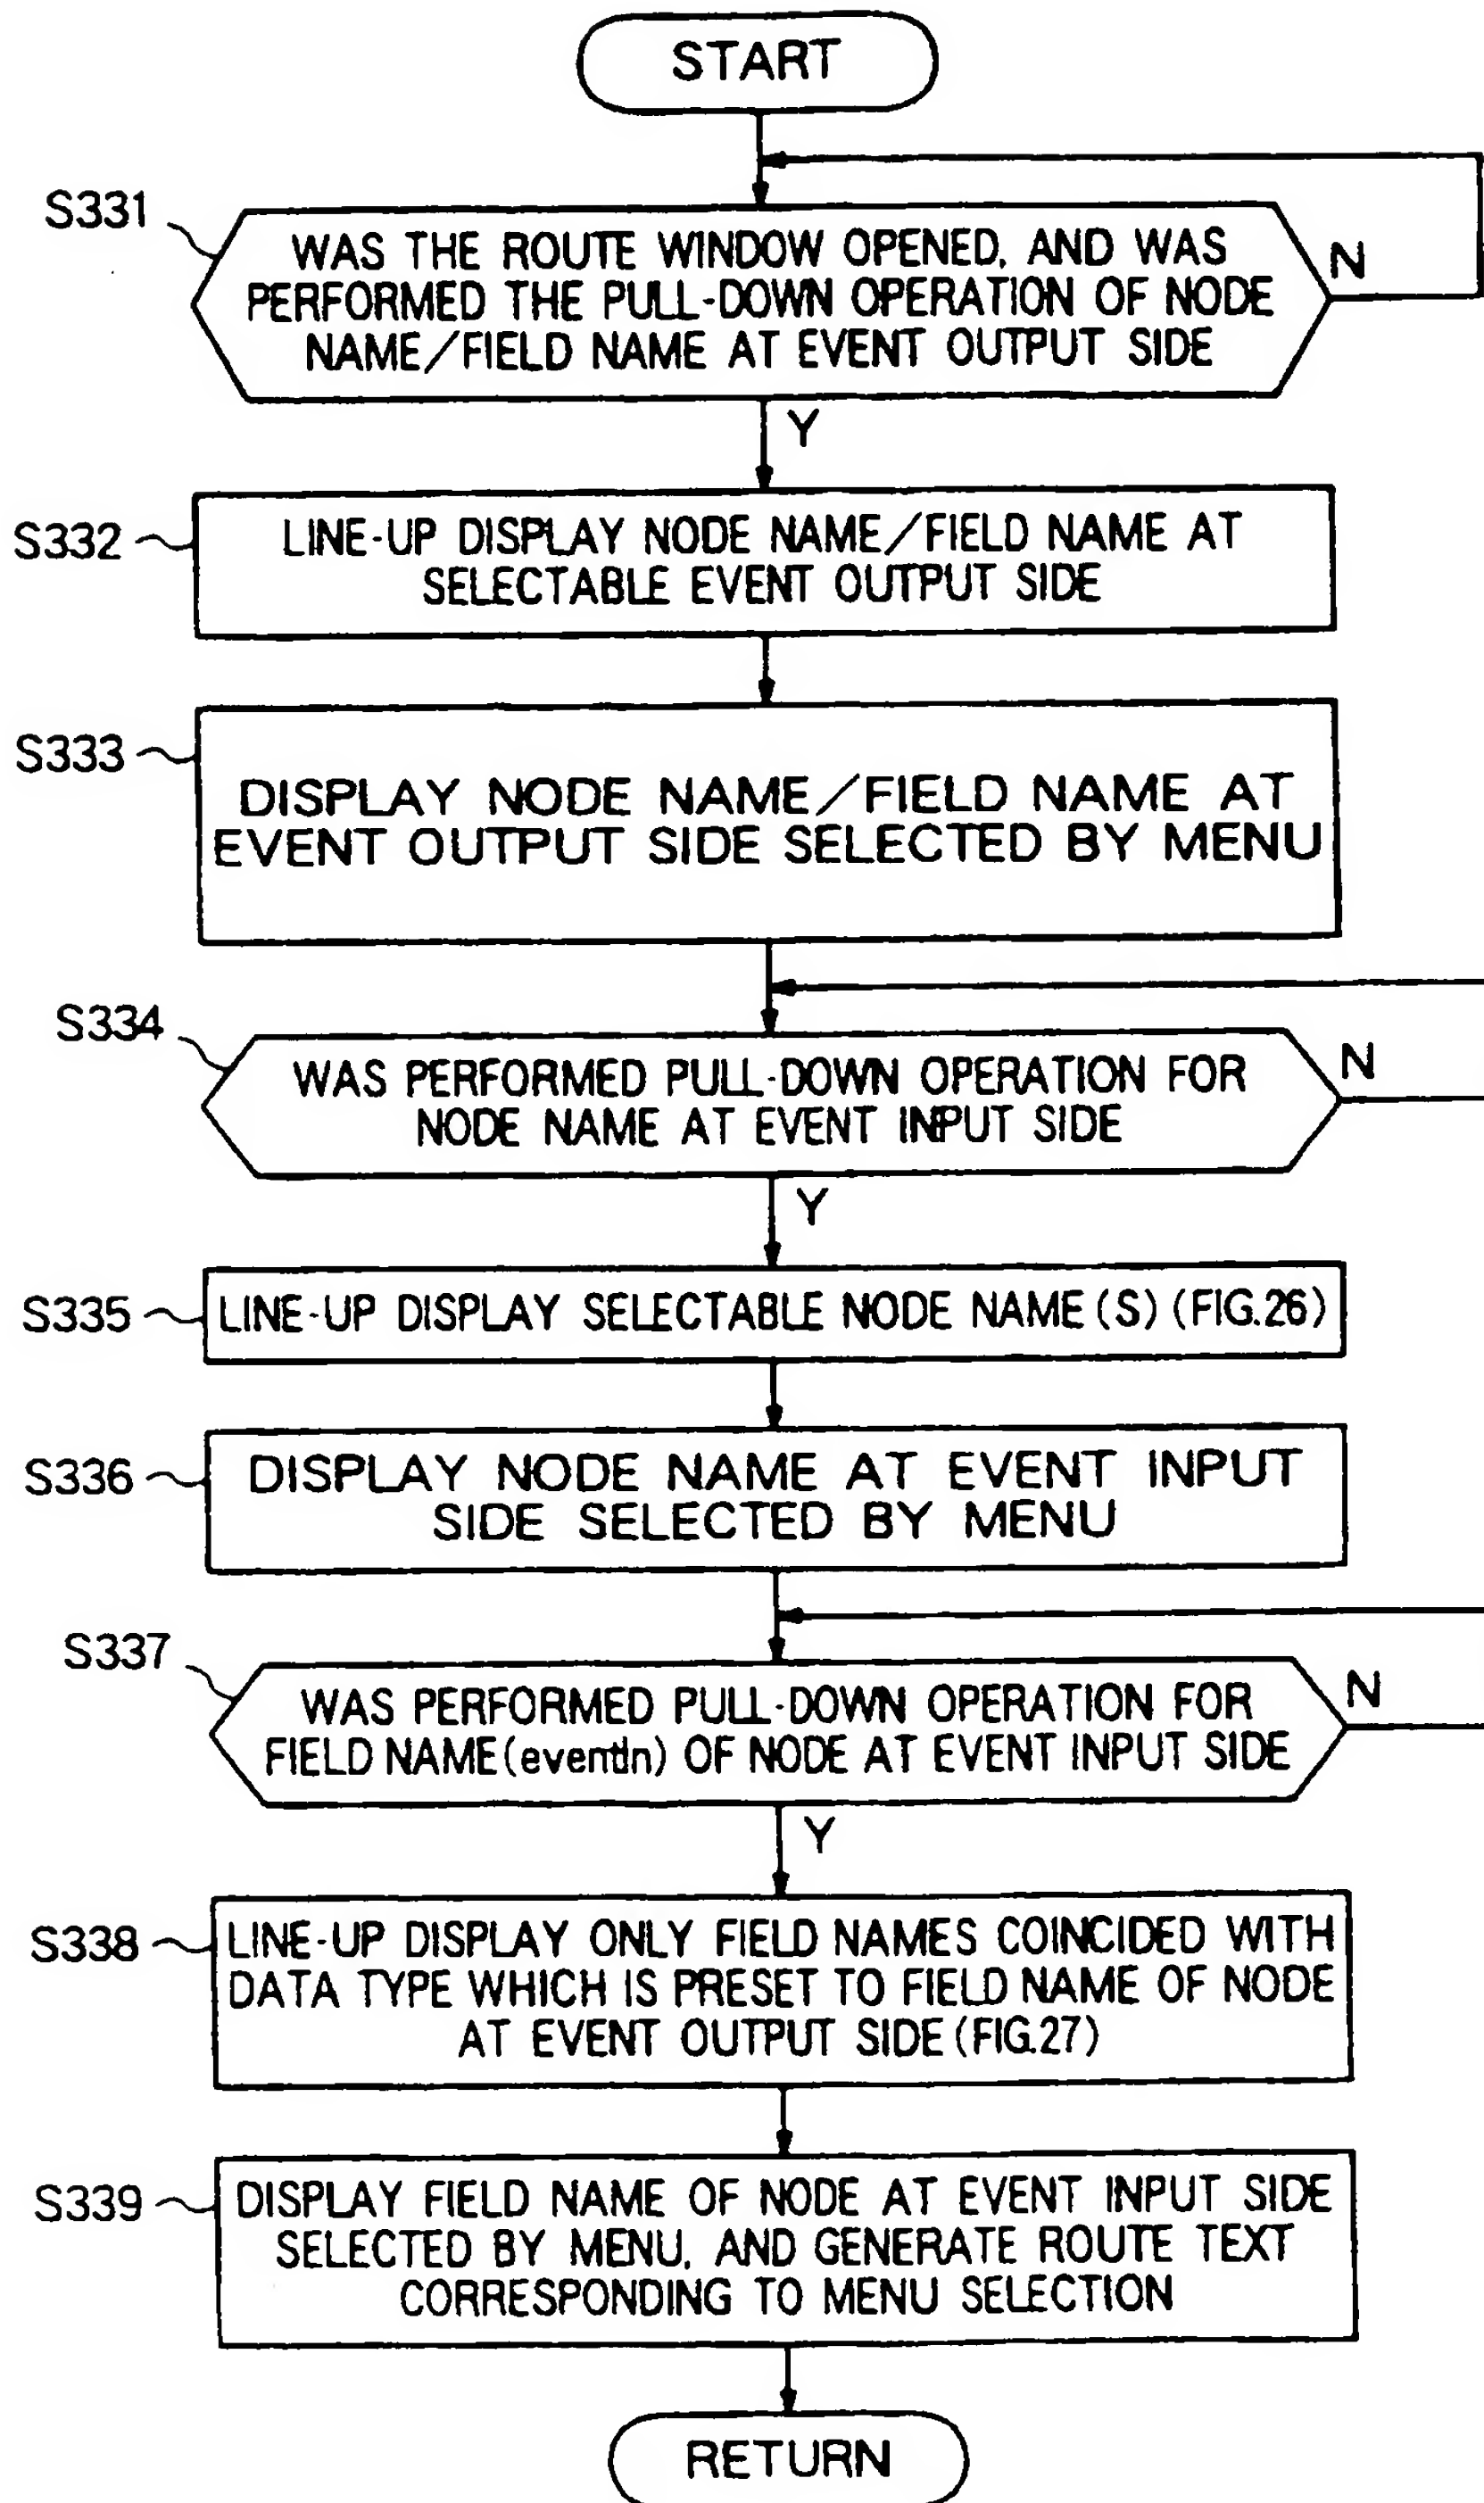 START
S331
WAS THE ROUTE WINDOW OPENED, AND WAS
PERFORMED THE PULL-DOWN OPERATION OF NODE
NAME/FIELD NAME AT EVENT OUTPUT SIDE
N
Y
S332
LINE-UP DISPLAY NODE NAME/FIELD NAME AT
SELECTABLE EVENT OUTPUT SIDE
S333
DISPLAY NODE NAME/FIELD NAME AT
EVENT OUTPUT SIDE SELECTED BY MENU
S334
WAS PERFORMED PULL-DOWN OPERATION FOR
NODE NAME AT EVENT INPUT SIDE
N
Y
S335
LINE-UP DISPLAY SELECTABLE NODE NAME(S) (FIG.26)
S336
DISPLAY NODE NAME AT EVENT INPUT
SIDE SELECTED BY MENU
S337
WAS PERFORMED PULL-DOWN OPERATION FOR
FIELD NAME(eventIn) OF NODE AT EVENT INPUT SIDE
N
Y
S338
LINE-UP DISPLAY ONLY FIELD NAMES COINCIDED WITH
DATA TYPE WHICH IS PRESET TO FIELD NAME OF NODE
AT EVENT OUTPUT SIDE(FIG.27)
S339
DISPLAY FIELD NAME OF NODE AT EVENT INPUT SIDE
SELECTED BY MENU, AND GENERATE ROUTE TEXT
CORRESPONDING TO MENU SELECTION
RETURN